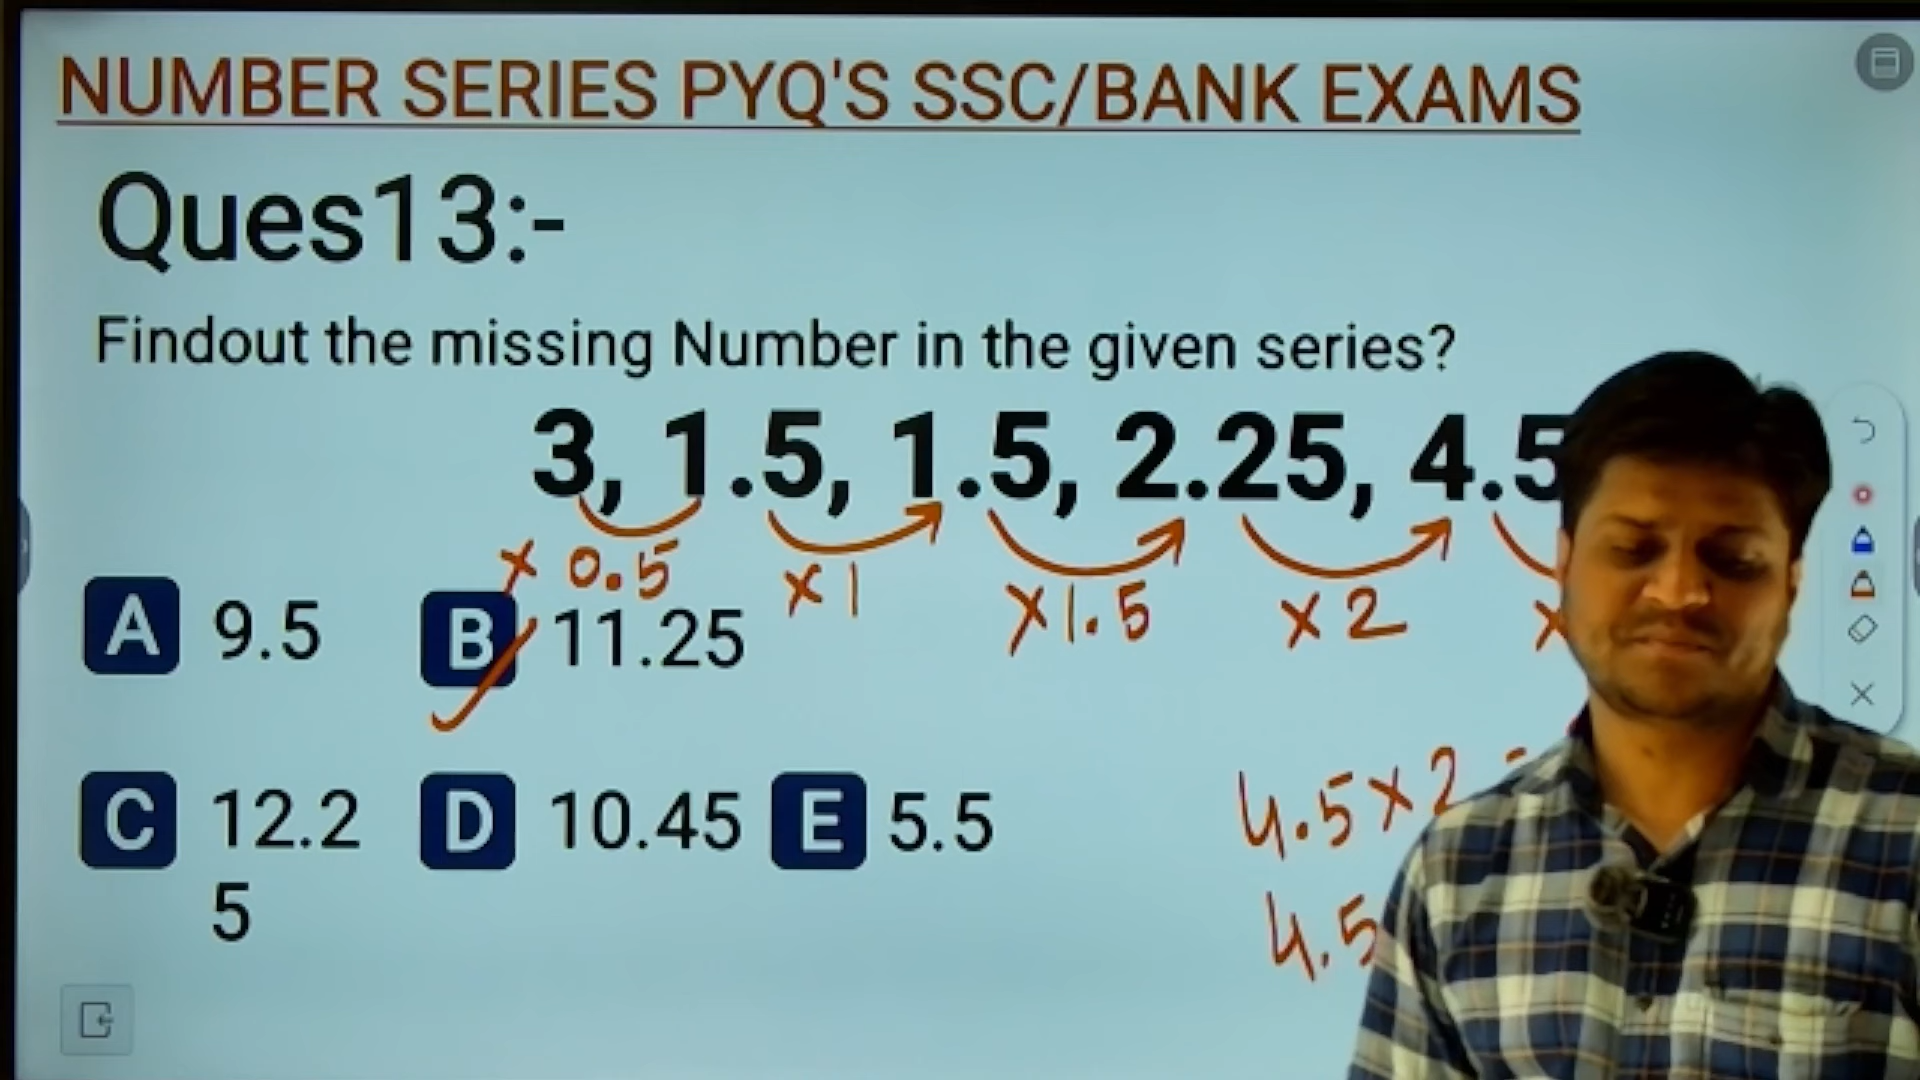 NUMBER SERIES PYQ'S SSC/BANK EXAMS
Ques13:-
Findout the missing Number in the given series?
3, 1.5, 1.5, 2.25, 4.5
× 0.5 ×1 ×1.5 ×2 ×
A 9.5 B 11.25
C 12.2
5
D 10.45 E 5.5
4.5×2 =
4.5